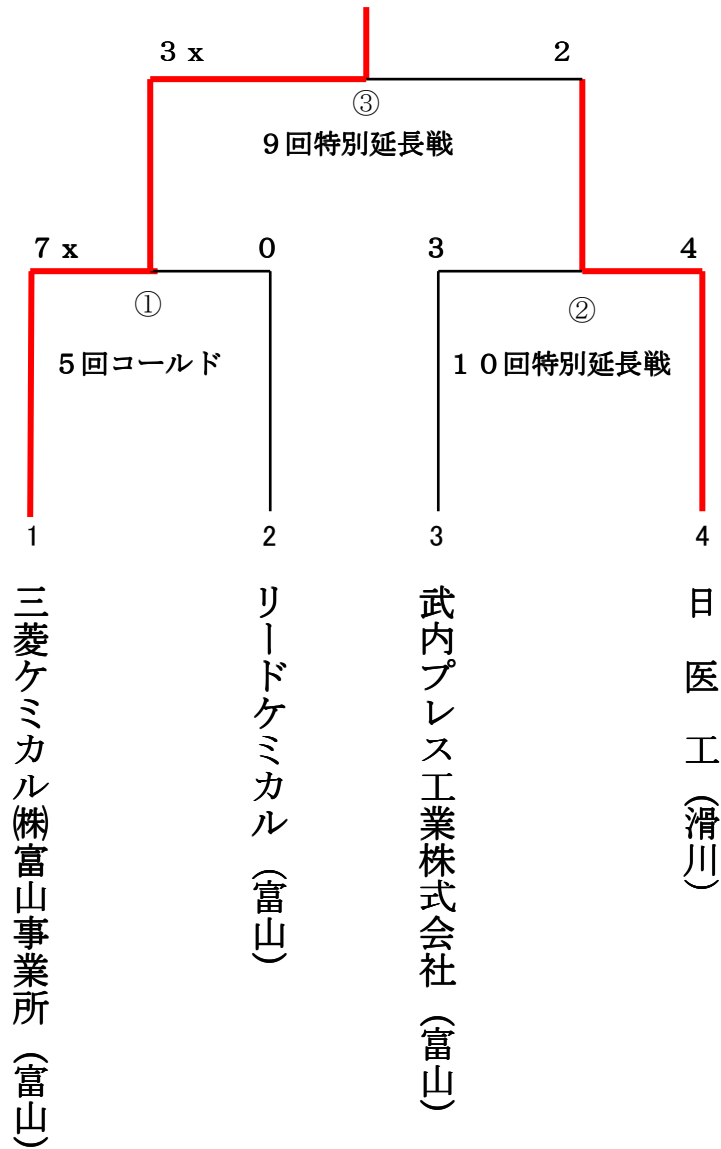 ３ｘ ２
③
９回特別延長戦
７ｘ ０ ３ ４
① ②
５回コールド １０回特別延長戦
1 2 3 4
三菱ケミカル㈱富山事業所（富山）
リードケミカル（富山）
武内プレス工業株式会社（富山）
日医工（滑川）